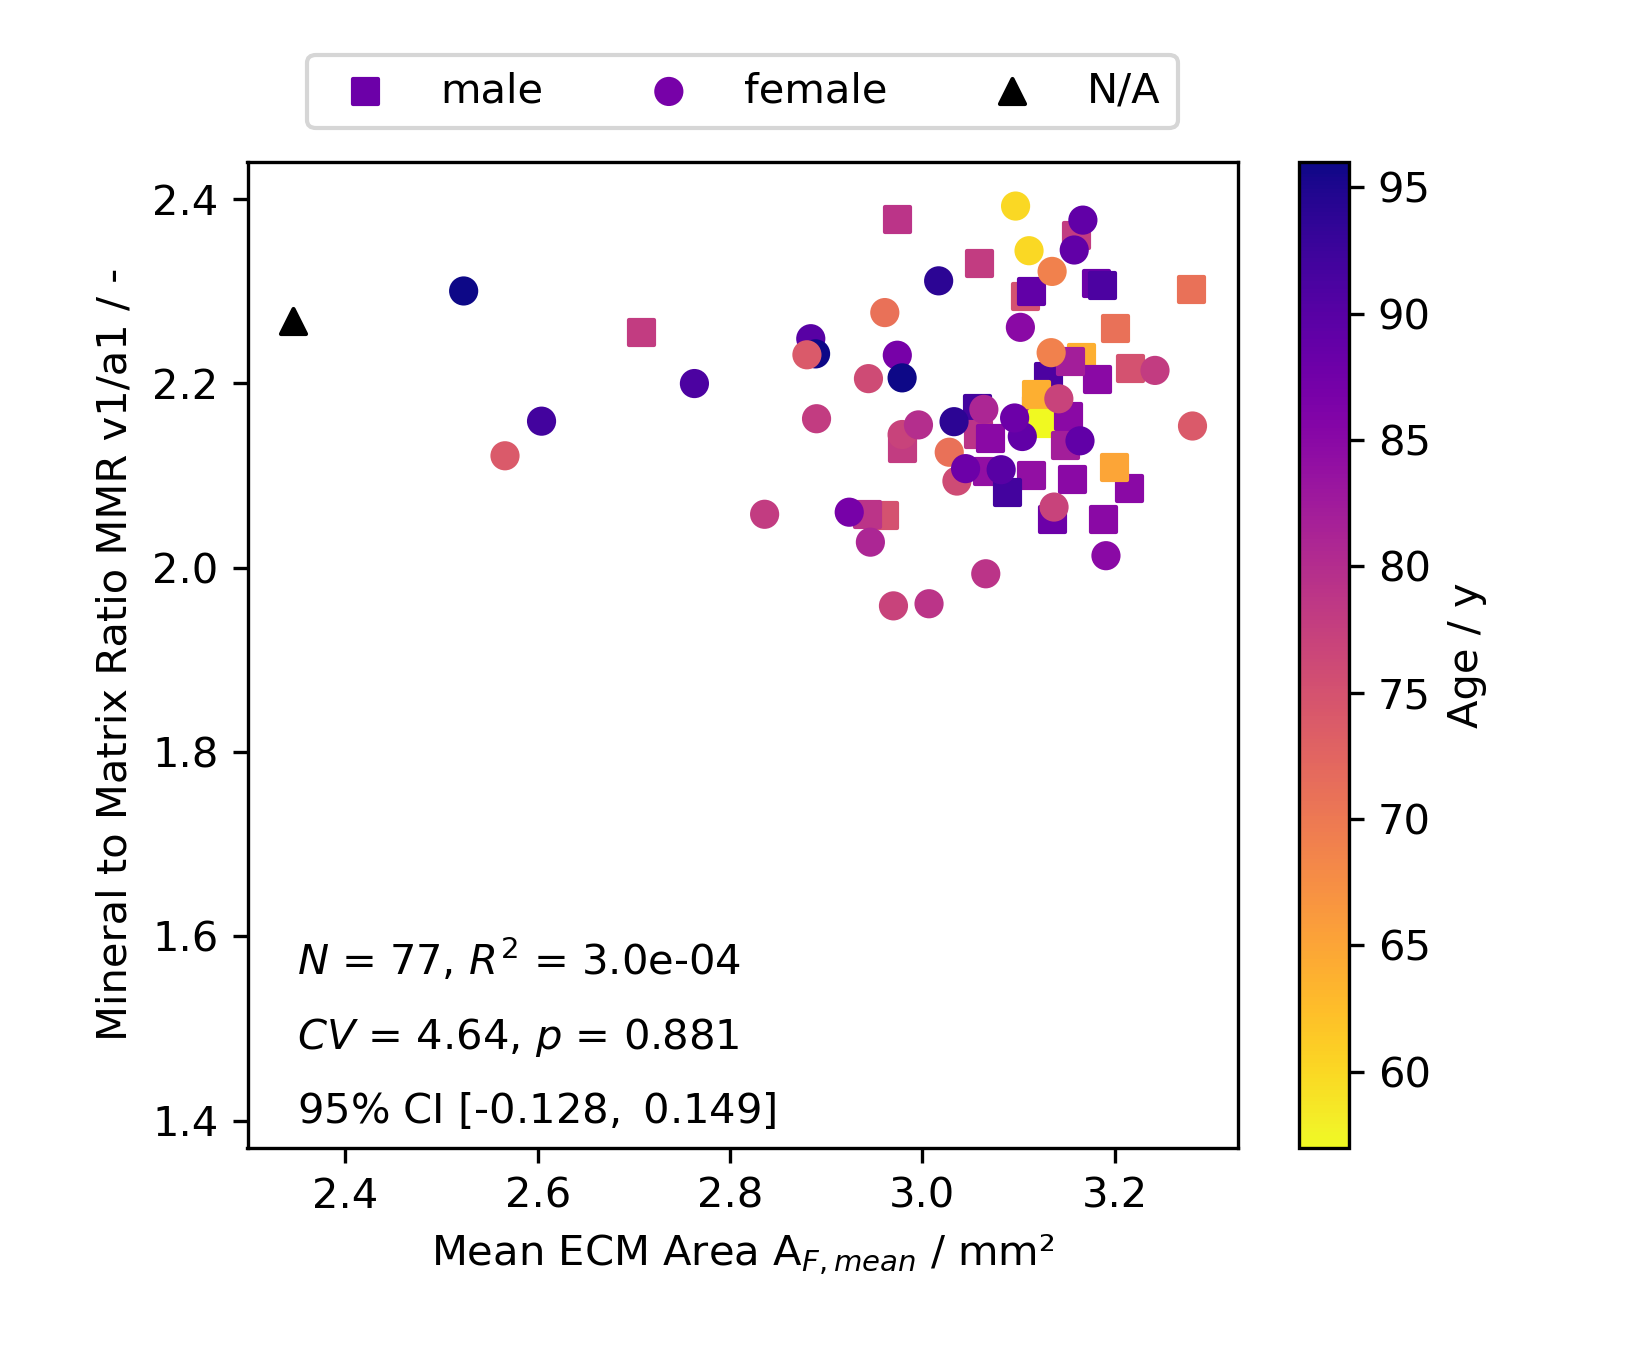 male female N/A
Mineral to Matrix Ratio MMR v1/a1 / -
2.4
2.2
2.0
1.8
1.6
1.4
N = 77, R² = 3.0e-04
CV = 4.64, p = 0.881
95% CI [-0.128, 0.149]
2.4 2.6 2.8 3.0 3.2
Mean ECM Area A_{F, mean} / mm²
95
90
85
80
75
70
65
60
Age / y